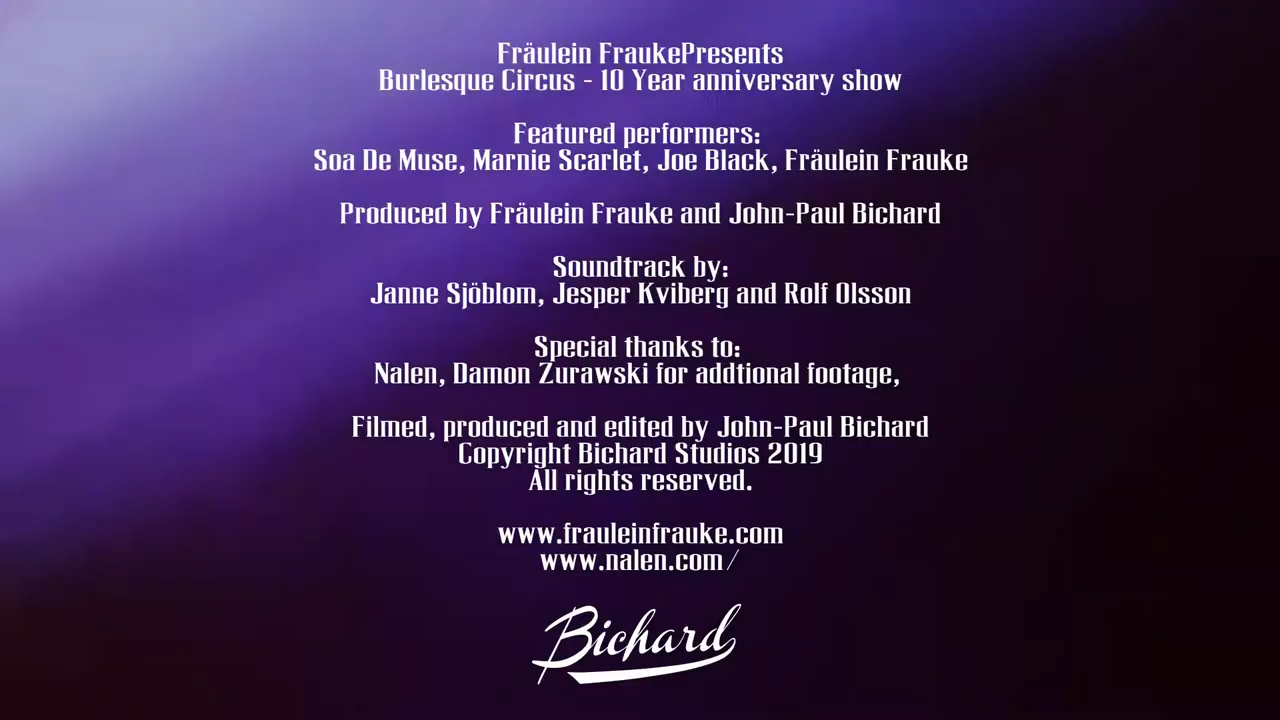 Fräulein FraukePresents
Burlesque Circus - 10 Year anniversary show
Featured performers:
Soa De Muse, Marnie Scarlet, Joe Black, Fräulein Frauke
Produced by Fräulein Frauke and John-Paul Bichard
Soundtrack by:
Janne Sjöblom, Jesper Kviberg and Rolf Olsson
Special thanks to:
Nalen, Damon Zurawski for addtional footage,
Filmed, produced and edited by John-Paul Bichard
Copyright Bichard Studios 2019
All rights reserved.
www.frauleinfrauke.com
www.nalen.com/
Bichard